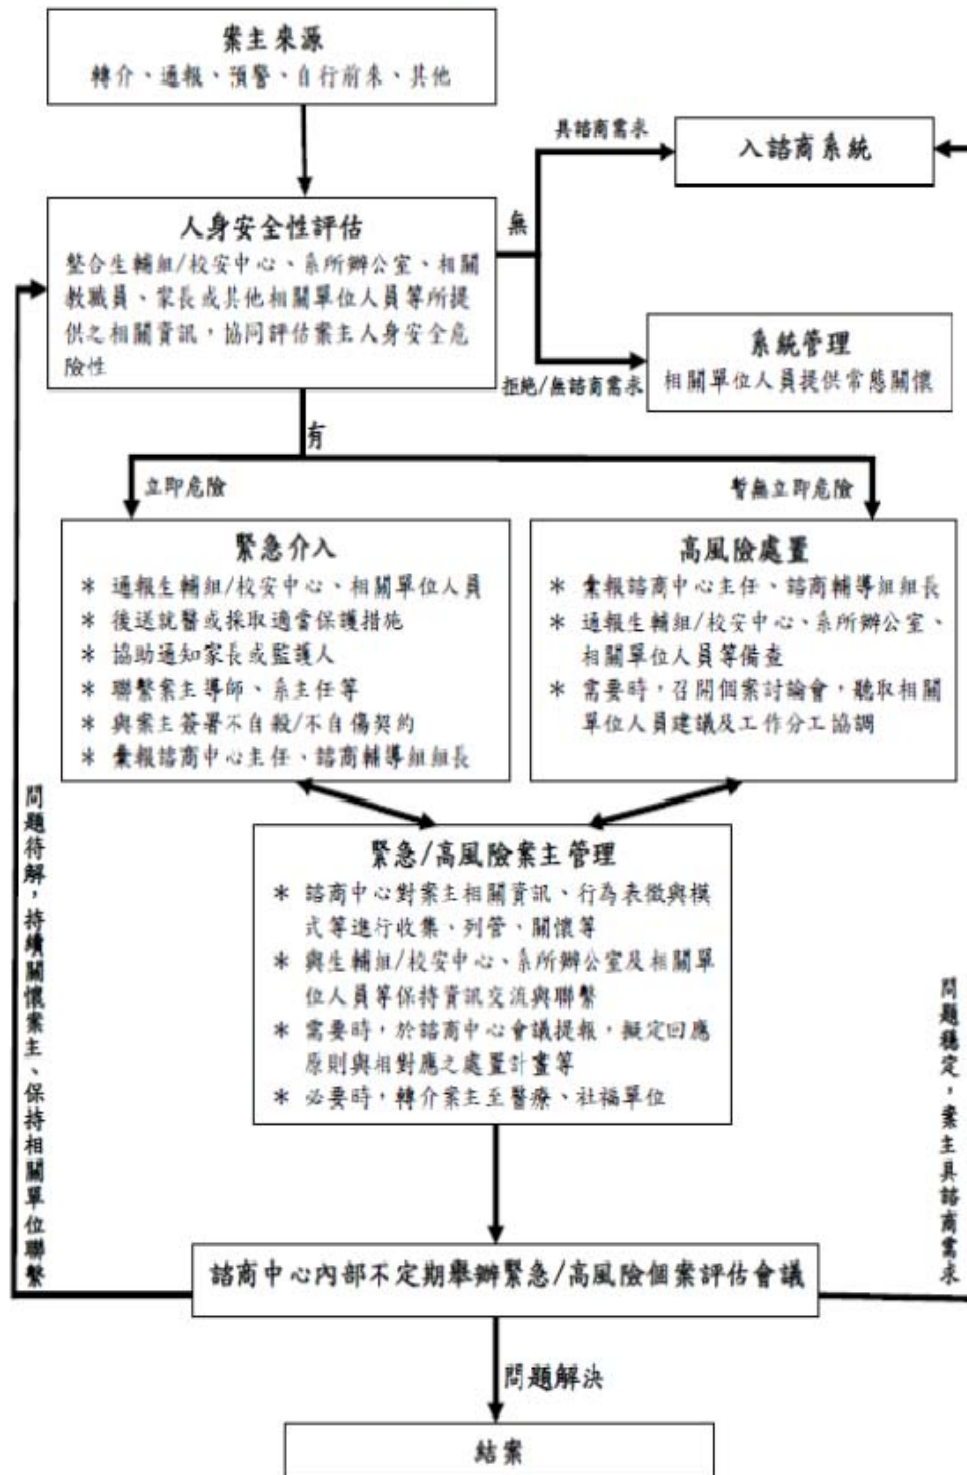 案主來源
轉介、通報、預警、自行前來、其他
具諮商需求
入諮商系統
人身安全性評估
整合生輔組/校安中心、系所辦公室、相關
教職員、家長或其他相關單位人員等所提
供之相關資訊，協同評估案主人身安全危
險性
無
系統管理
相關單位人員提供常態關懷
拒絕/無諮商需求
有
立即危險
暫無立即危險
緊急介入
* 通報生輔組/校安中心、相關單位人員
* 後送就醫或採取適當保護措施
* 協助通知家長或監護人
* 聯繫案主導師、系主任等
* 與案主簽署不自殺/不自傷契約
* 彙報諮商中心主任、諮商輔導組組長
高風險處置
* 彙報諮商中心主任、諮商輔導組組長
* 通報生輔組/校安中心、系所辦公室、
相關單位人員等備查
* 需要時，召開個案討論會，聽取相關
單位人員建議及工作分工協調
緊急/高風險案主管理
* 諮商中心對案主相關資訊、行為表徵與模
式等進行收集、列管、關懷等
* 與生輔組/校安中心、系所辦公室及相關單
位人員等保持資訊交流與聯繫
* 需要時，於諮商中心會議提報，擬定回應
原則與相對應之處置計畫等
* 必要時，轉介案主至醫療、社福單位
問題待解，持續關懷案主、保持相關單位聯繫
問題穩定，案主具諮商需求
諮商中心內部不定期舉辦緊急/高風險個案評估會議
問題解決
結案